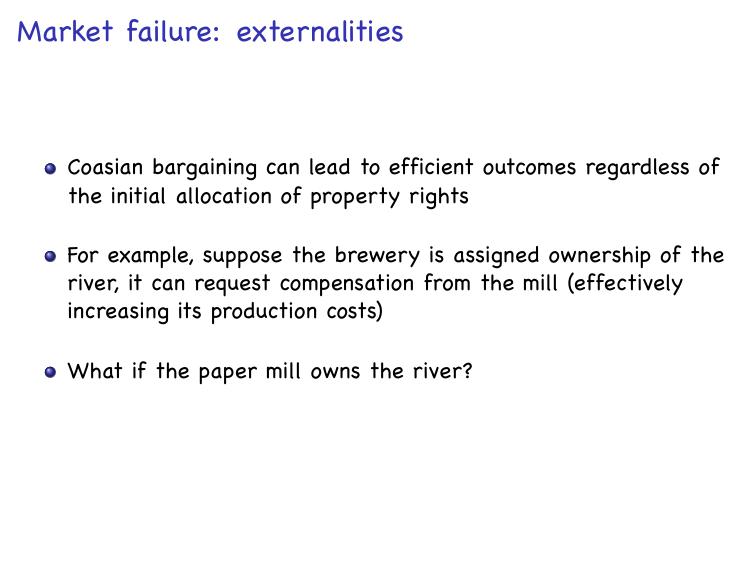 Market failure: externalities
Coasian bargaining can lead to efficient outcomes regardless of
the initial allocation of property rights
For example, suppose the brewery is assigned ownership of the
river, it can request compensation from the mill (effectively
increasing its production costs)
What if the paper mill owns the river?